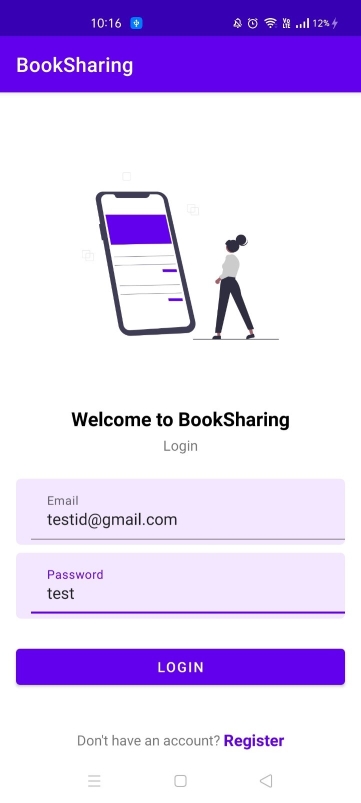 10:16
12%
BookSharing
Welcome to BookSharing
Login
Email
testid@gmail.com
Password
test
LOGIN
Don't have an account? Register